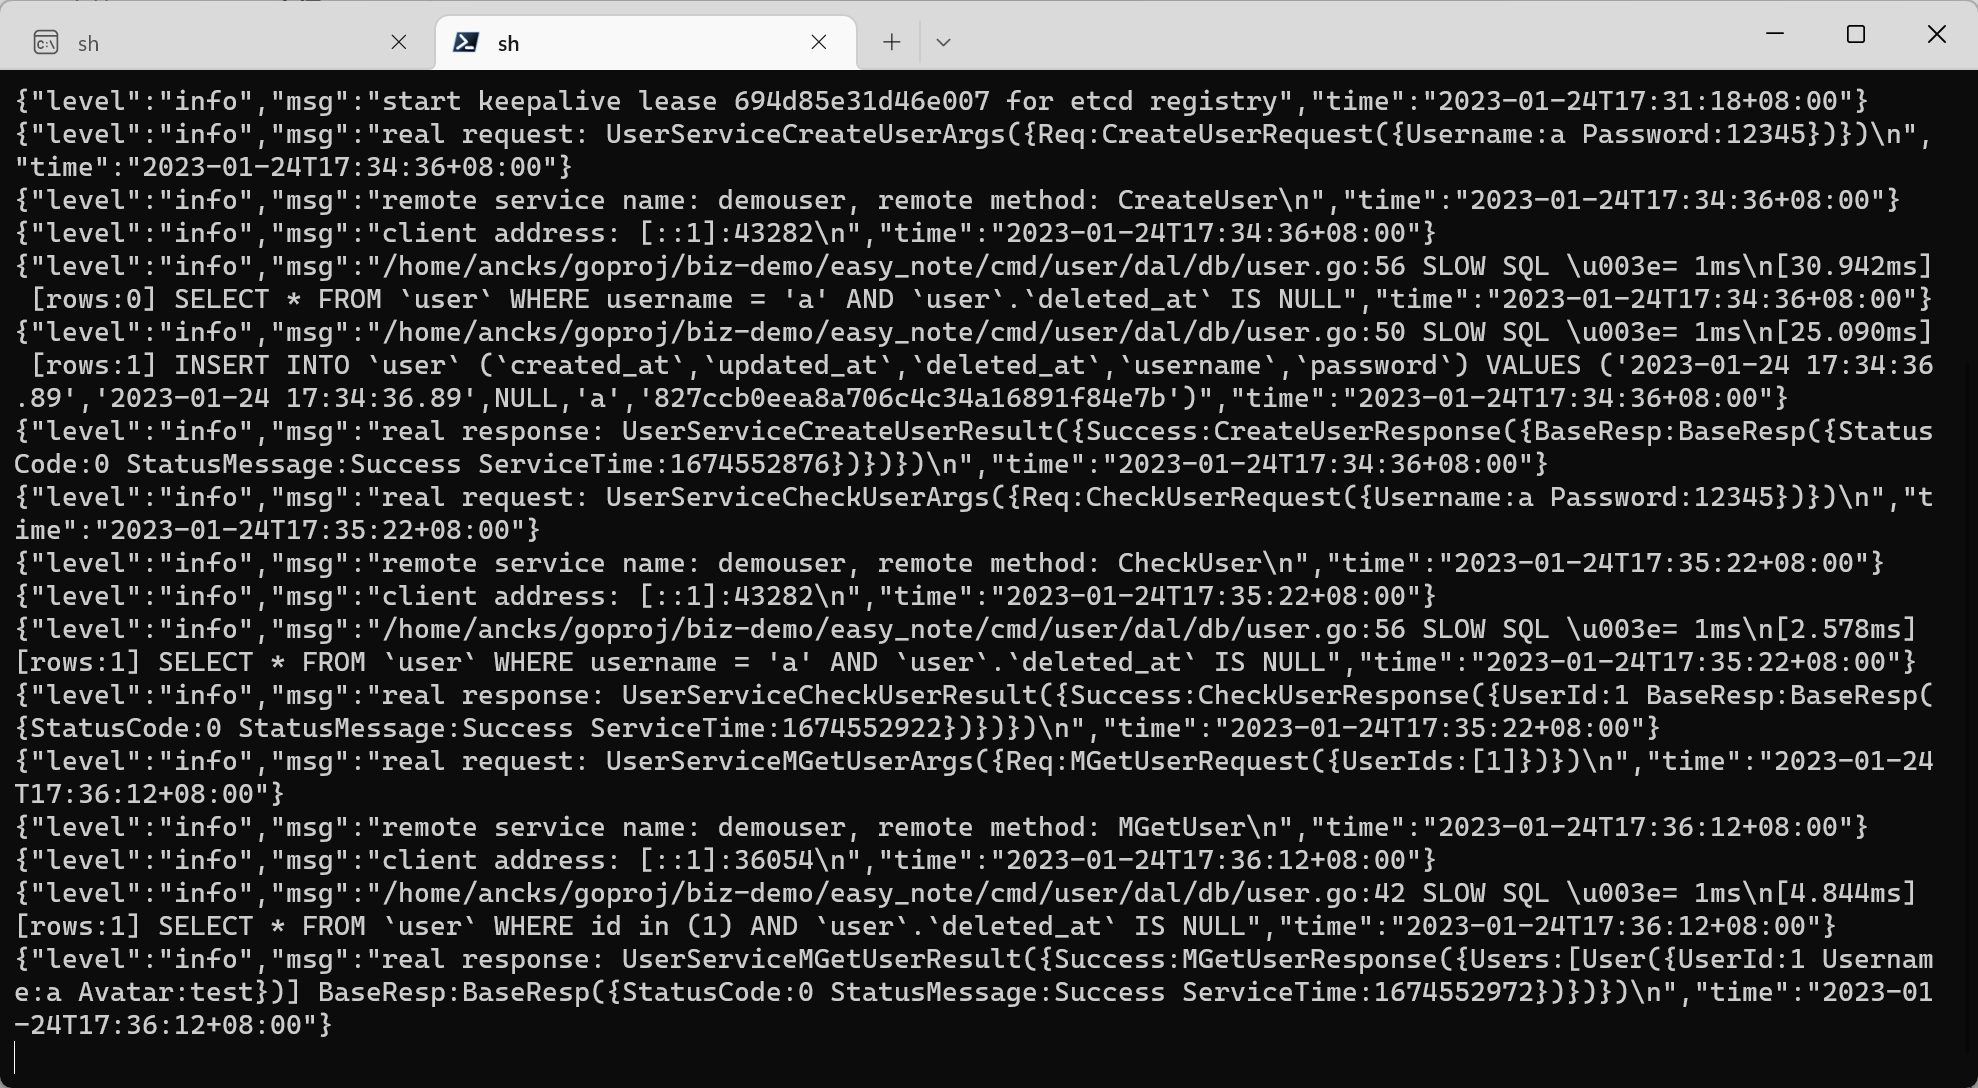 sh
sh
{"level":"info","msg":"start keepalive lease 694d85e31d46e007 for etcd registry","time":"2023-01-24T17:31:18+08:00"}
{"level":"info","msg":"real request: UserServiceCreateUserArgs({Req:CreateUserRequest({Username:a Password:12345})})\n",
"time":"2023-01-24T17:34:36+08:00"}
{"level":"info","msg":"remote service name: demouser, remote method: CreateUser\n","time":"2023-01-24T17:34:36+08:00"}
{"level":"info","msg":"client address: [::1]:43282\n","time":"2023-01-24T17:34:36+08:00"}
{"level":"info","msg":"/home/ancks/goproj/biz-demo/easy_note/cmd/user/dal/db/user.go:56 SLOW SQL \u003e= 1ms\n[30.942ms]
 [rows:0] SELECT * FROM `user` WHERE username = 'a' AND `user`.`deleted_at` IS NULL","time":"2023-01-24T17:34:36+08:00"}
{"level":"info","msg":"/home/ancks/goproj/biz-demo/easy_note/cmd/user/dal/db/user.go:50 SLOW SQL \u003e= 1ms\n[25.090ms]
 [rows:1] INSERT INTO `user` (`created_at`,`updated_at`,`deleted_at`,`username`,`password`) VALUES ('2023-01-24 17:34:36
.89','2023-01-24 17:34:36.89',NULL,'a','827ccb0eea8a706c4c34a16891f84e7b')","time":"2023-01-24T17:34:36+08:00"}
{"level":"info","msg":"real response: UserServiceCreateUserResult({Success:CreateUserResponse({BaseResp:BaseResp({Status
Code:0 StatusMessage:Success ServiceTime:1674552876})})})\n","time":"2023-01-24T17:34:36+08:00"}
{"level":"info","msg":"real request: UserServiceCheckUserArgs({Req:CheckUserRequest({Username:a Password:12345})})\n","t
ime":"2023-01-24T17:35:22+08:00"}
{"level":"info","msg":"remote service name: demouser, remote method: CheckUser\n","time":"2023-01-24T17:35:22+08:00"}
{"level":"info","msg":"client address: [::1]:43282\n","time":"2023-01-24T17:35:22+08:00"}
{"level":"info","msg":"/home/ancks/goproj/biz-demo/easy_note/cmd/user/dal/db/user.go:56 SLOW SQL \u003e= 1ms\n[2.578ms]
[rows:1] SELECT * FROM `user` WHERE username = 'a' AND `user`.`deleted_at` IS NULL","time":"2023-01-24T17:35:22+08:00"}
{"level":"info","msg":"real response: UserServiceCheckUserResult({Success:CheckUserResponse({UserId:1 BaseResp:BaseResp(
{StatusCode:0 StatusMessage:Success ServiceTime:1674552922})})})\n","time":"2023-01-24T17:35:22+08:00"}
{"level":"info","msg":"real request: UserServiceMGetUserArgs({Req:MGetUserRequest({UserIds:[1]})})\n","time":"2023-01-24
T17:36:12+08:00"}
{"level":"info","msg":"remote service name: demouser, remote method: MGetUser\n","time":"2023-01-24T17:36:12+08:00"}
{"level":"info","msg":"client address: [::1]:36054\n","time":"2023-01-24T17:36:12+08:00"}
{"level":"info","msg":"/home/ancks/goproj/biz-demo/easy_note/cmd/user/dal/db/user.go:42 SLOW SQL \u003e= 1ms\n[4.844ms]
[rows:1] SELECT * FROM `user` WHERE id in (1) AND `user`.`deleted_at` IS NULL","time":"2023-01-24T17:36:12+08:00"}
{"level":"info","msg":"real response: UserServiceMGetUserResult({Success:MGetUserResponse({Users:[User({UserId:1 Usernam
e:a Avatar:test})] BaseResp:BaseResp({StatusCode:0 StatusMessage:Success ServiceTime:1674552972})})})\n","time":"2023-01
-24T17:36:12+08:00"}